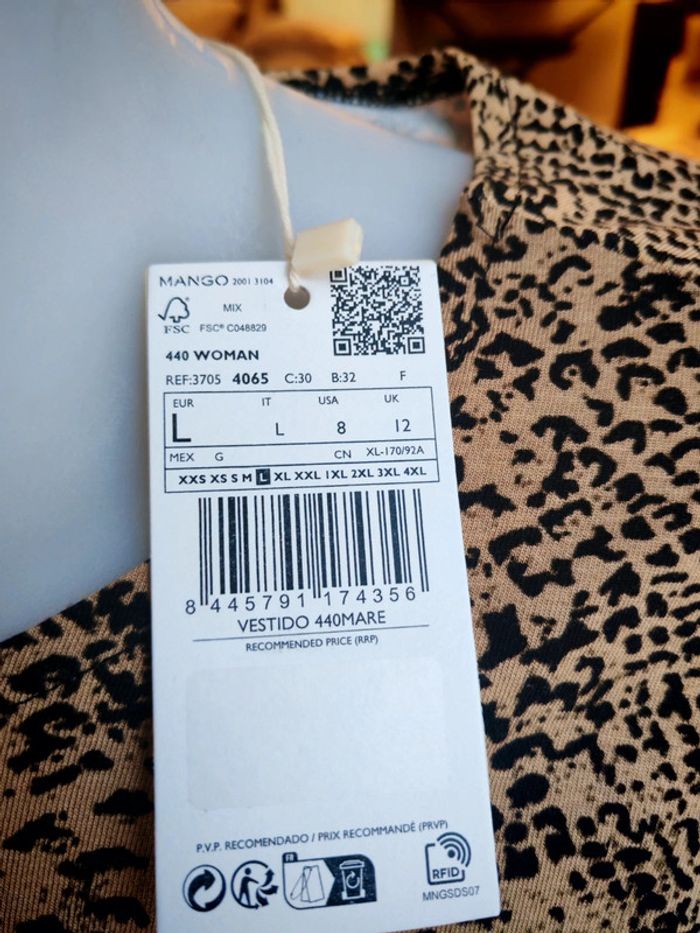 MANGO 2001 3104
MIX
FSC FSC® C048829
440 WOMAN
REF:3705 4065 C:30 B:32 F
EUR IT USA UK
L L 8 12
MEX G CN XL-170/92A
XXS XS S M L XL XXL 1XL 2XL 3XL 4XL
8 445791 174356
VESTIDO 440MARE
RECOMMENDED PRICE (RRP)
P.V.P. RECOMENDADO / PRIX RECOMMANDÉ (PRVP)
FR
RFID
MNGSDS07